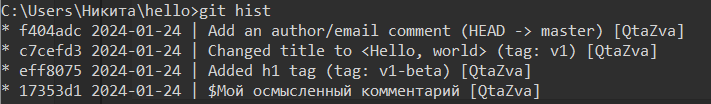 C:\Users\Никита\hello>git hist
* f404adc 2024-01-24 | Add an author/email comment (HEAD -> master) [QtaZva]
* c7cefd3 2024-01-24 | Changed title to <Hello, world> (tag: v1) [QtaZva]
* eff8075 2024-01-24 | Added h1 tag (tag: v1-beta) [QtaZva]
* 17353d1 2024-01-24 | $Мой осмысленный комментарий [QtaZva]